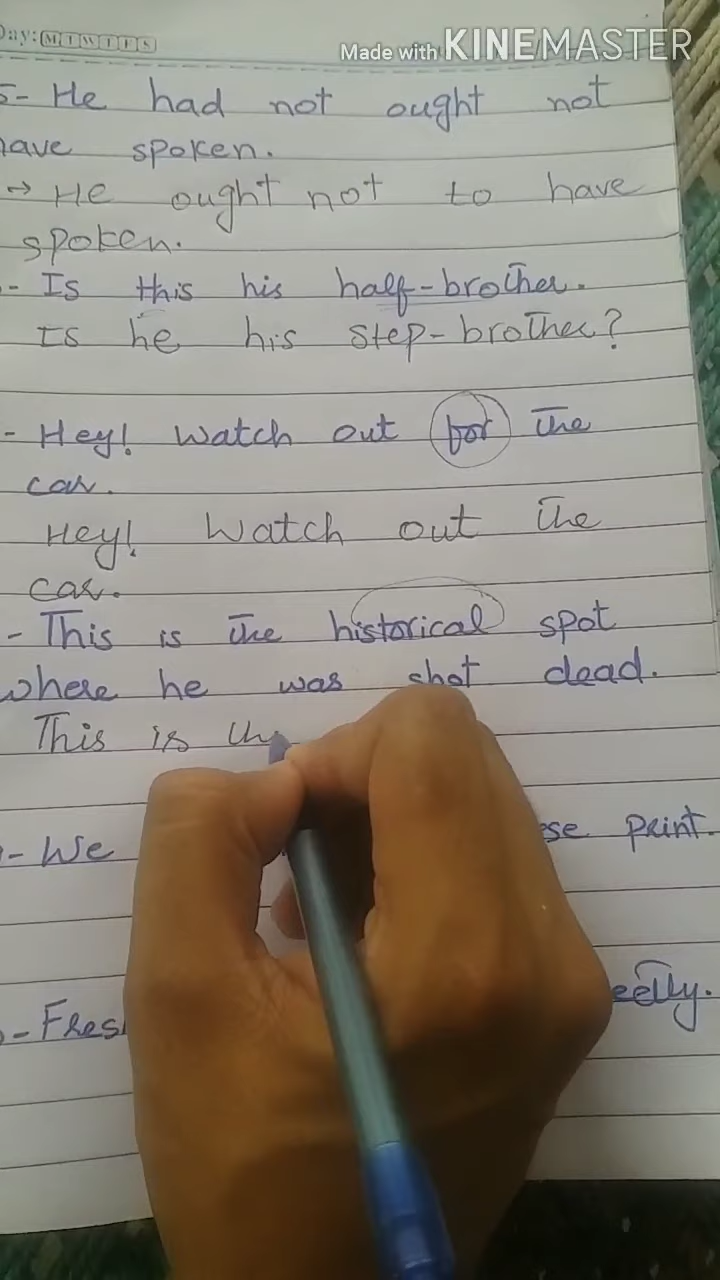 Day: M T W T F S
Made with KINEMASTER
5- He had not ought not
have spoken.
→ He ought not to have
spoken.
- Is this his half-brother.
Is he his step-brother?
- Hey! Watch out for the
car.
Hey! Watch out the
car.
- This is the historical spot
where he was shot dead.
This is th
- We print.